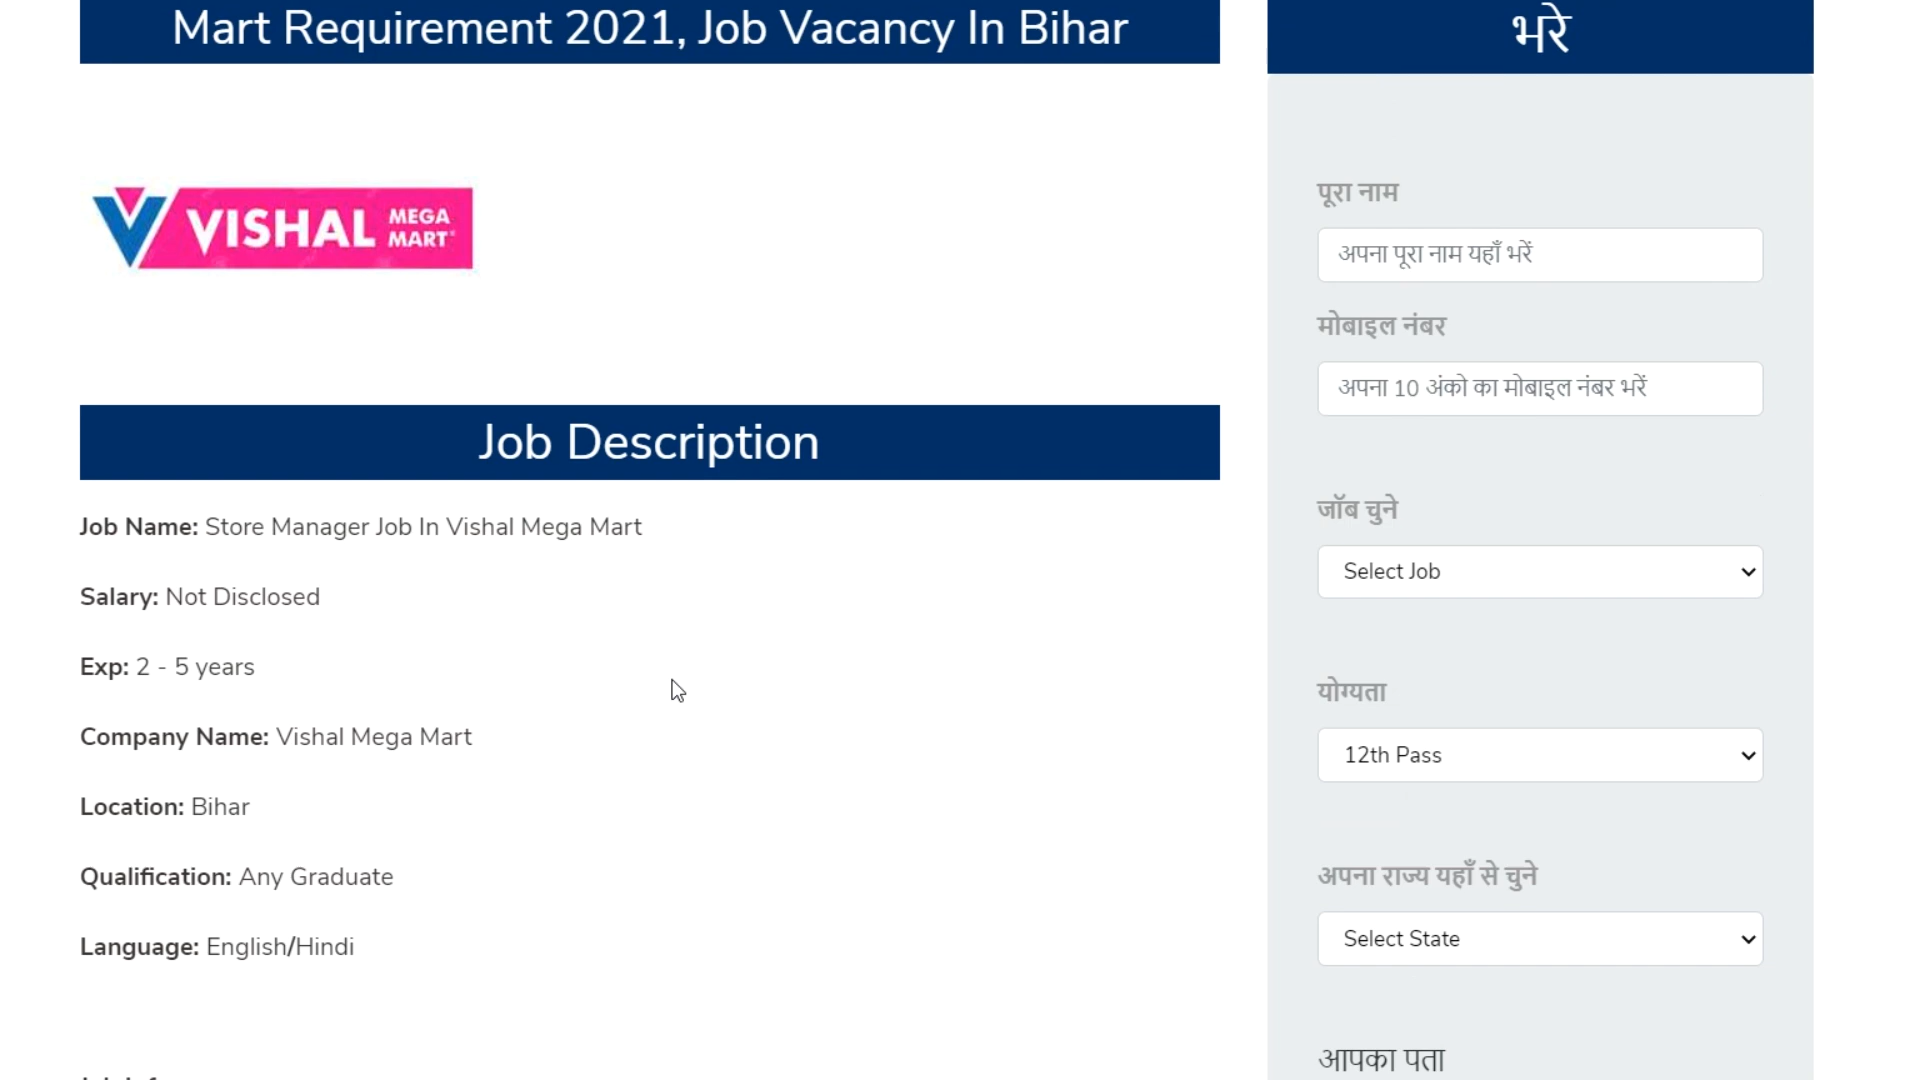 Mart Requirement 2021, Job Vacancy In Bihar
VISHAL MEGA MART
Job Description
Job Name: Store Manager Job In Vishal Mega Mart
Salary: Not Disclosed
Exp: 2 - 5 years
Company Name: Vishal Mega Mart
Location: Bihar
Qualification: Any Graduate
Language: English/Hindi
भरे
पूरा नाम
अपना पूरा नाम यहाँ भरें
मोबाइल नंबर
अपना 10 अंको का मोबाइल नंबर भरें
जॉब चुने
Select Job
योग्यता
12th Pass
अपना राज्य यहाँ से चुने
Select State
आपका पता